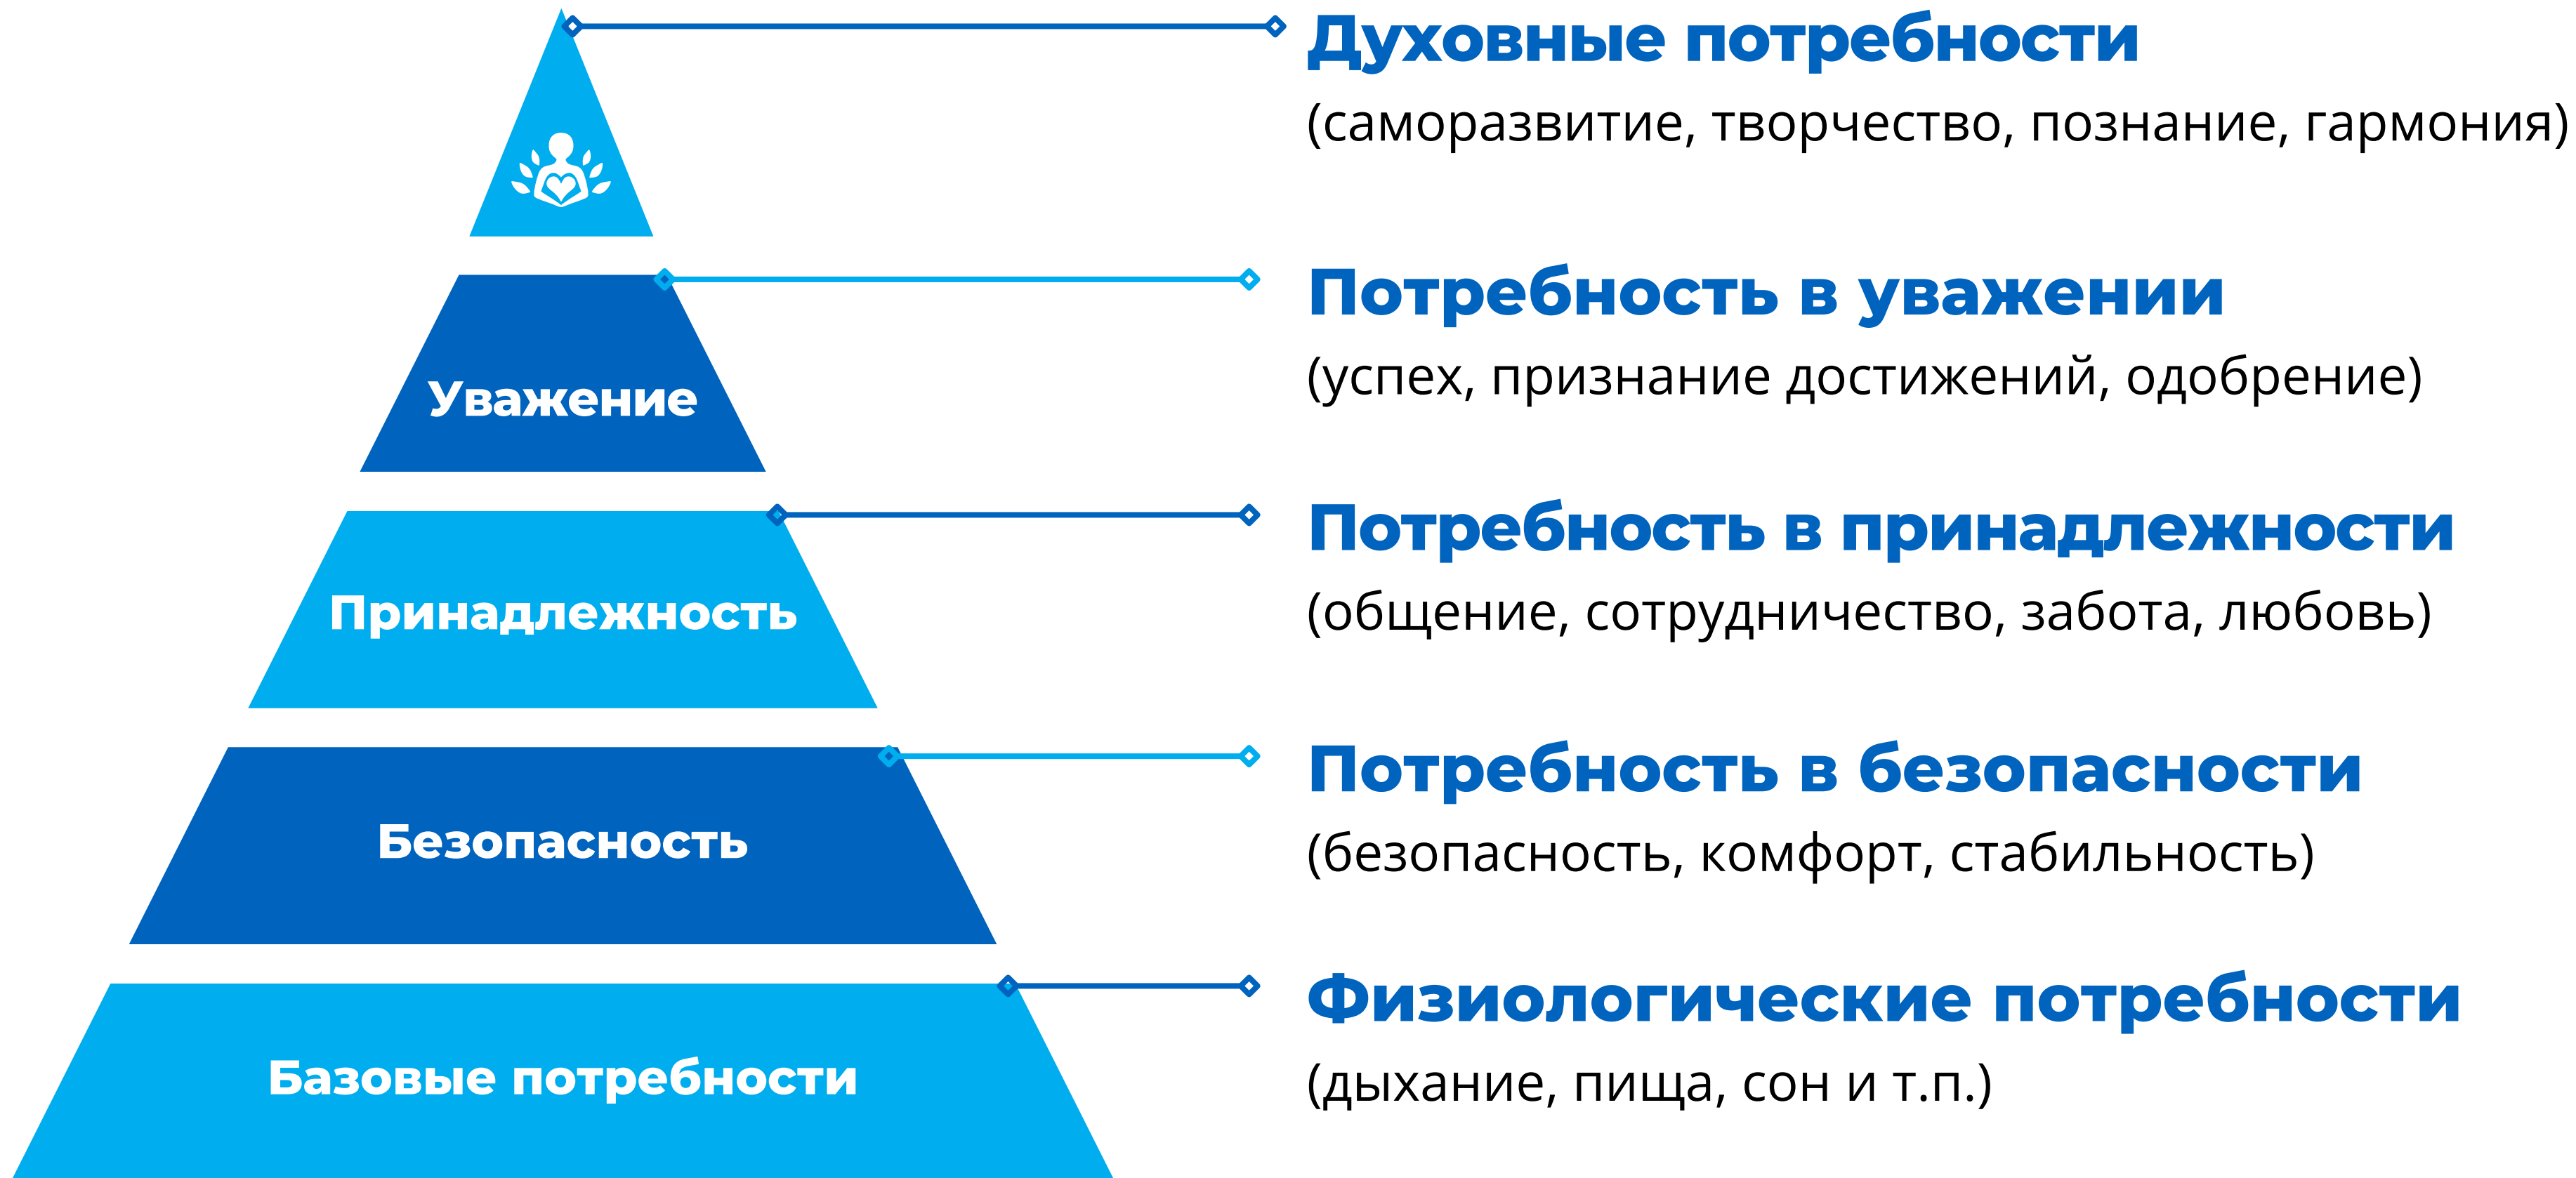 Духовные потребности
(саморазвитие, творчество, познание, гармония)
Потребность в уважении
(успех, признание достижений, одобрение)
Уважение
Потребность в принадлежности
(общение, сотрудничество, забота, любовь)
Принадлежность
Потребность в безопасности
(безопасность, комфорт, стабильность)
Безопасность
Физиологические потребности
(дыхание, пища, сон и т.п.)
Базовые потребности